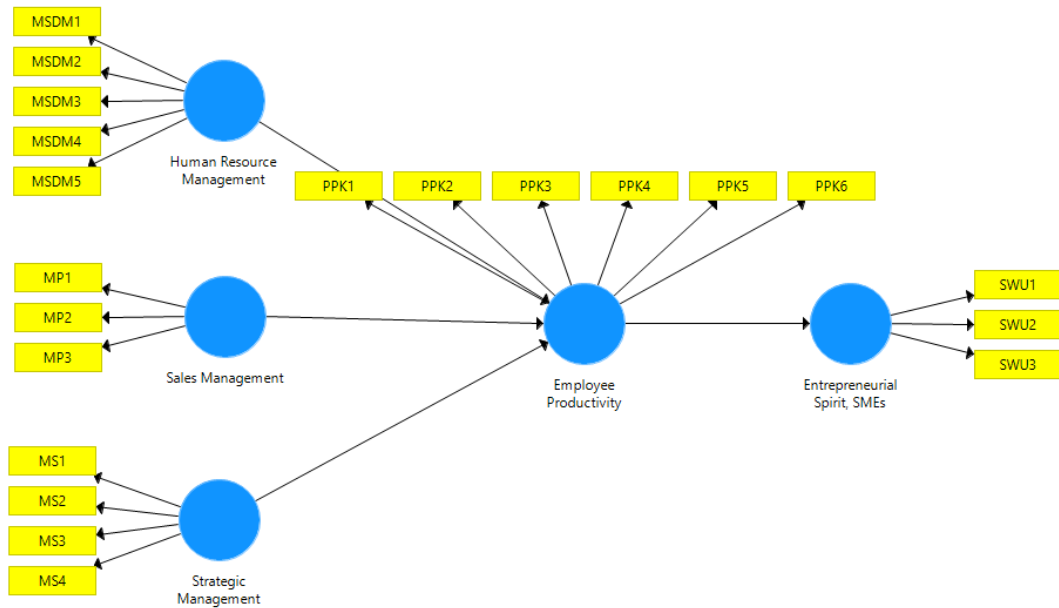 MSDM1
MSDM2
MSDM3
MSDM4
MSDM5
Human Resource
Management
PPK1
PPK2
PPK3
PPK4
PPK5
PPK6
MP1
MP2
MP3
Sales Management
Employee
Productivity
Entrepreneurial
Spirit, SMEs
SWU1
SWU2
SWU3
MS1
MS2
MS3
MS4
Strategic
Management